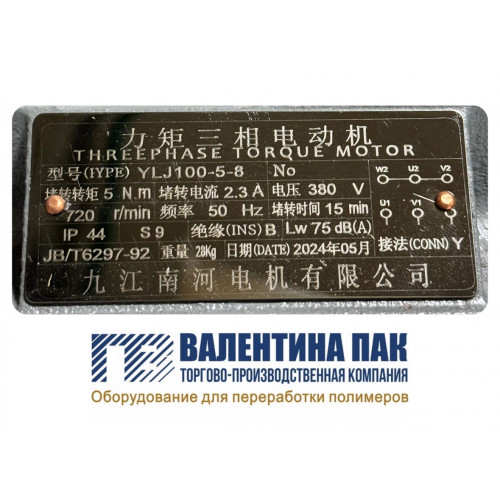 力矩三相电动机
THREEPHASE TORQUE MOTOR
型号(IYPE) YLJ100-5-8 No
堵转转矩 5 N.m 堵转电流 2.3 A 电压 380 V
720 r/min 频率 50 Hz 堵转时间 15 min
IP 44 S9 绝缘(INS) B Lw 75 dB(A)
JB/T6297-92 重量 28Kg 日期(DATE) 2024年05月 接法(CONN) Y
九江南河电机有限公司
W2 U2 V2
U1 V1 W1
ВАЛЕНТИНА ПАК
ТОРГОВО-ПРОИЗВОДСТВЕННАЯ КОМПАНИЯ
Оборудование для переработки полимеров